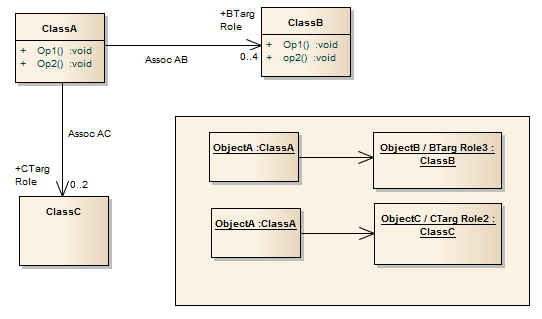 ClassA
+ Op1() :void
+ Op2() :void
+BTarg
Role
ClassB
+ Op1() :void
+ op2() :void
0..4
Assoc AB
Assoc AC
+CTarg
Role
0..2
ClassC
ObjectA :ClassA
ObjectB / BTarg Role3 :
ClassB
ObjectA :ClassA
ObjectC / CTarg Role2 :
ClassC